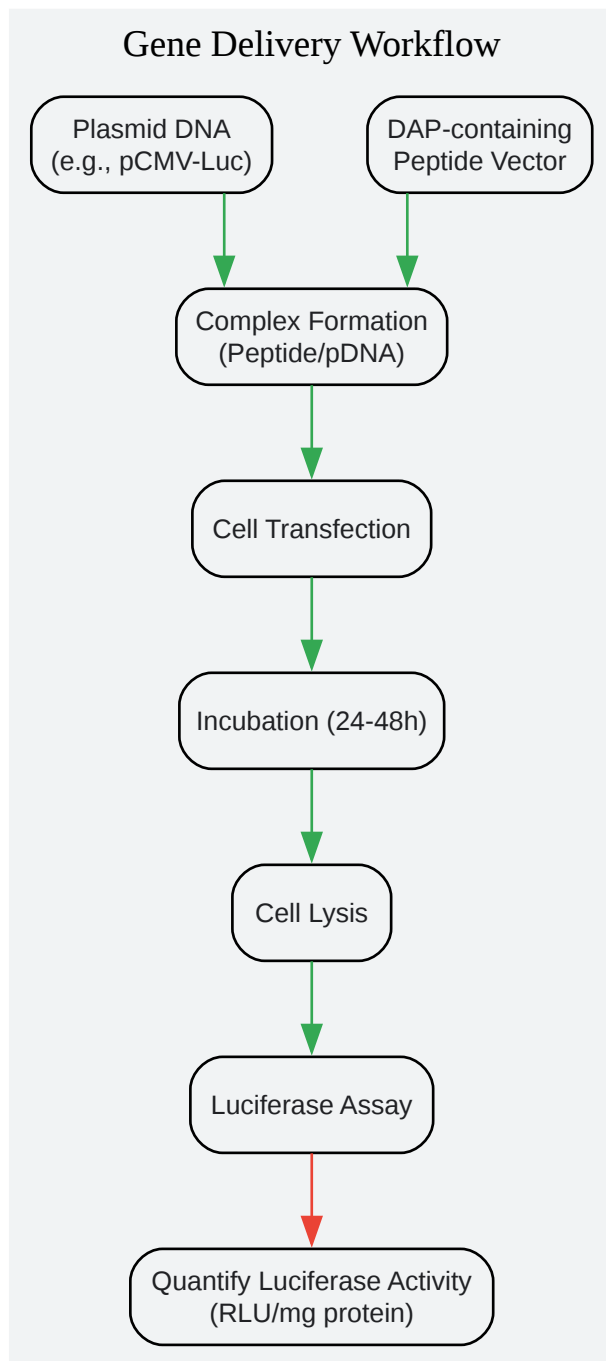 Gene Delivery Workflow
Plasmid DNA
(e.g., pCMV-Luc)
DAP-containing
Peptide Vector
Complex Formation
(Peptide/pDNA)
Cell Transfection
Incubation (24-48h)
Cell Lysis
Luciferase Assay
Quantify Luciferase Activity
(RLU/mg protein)